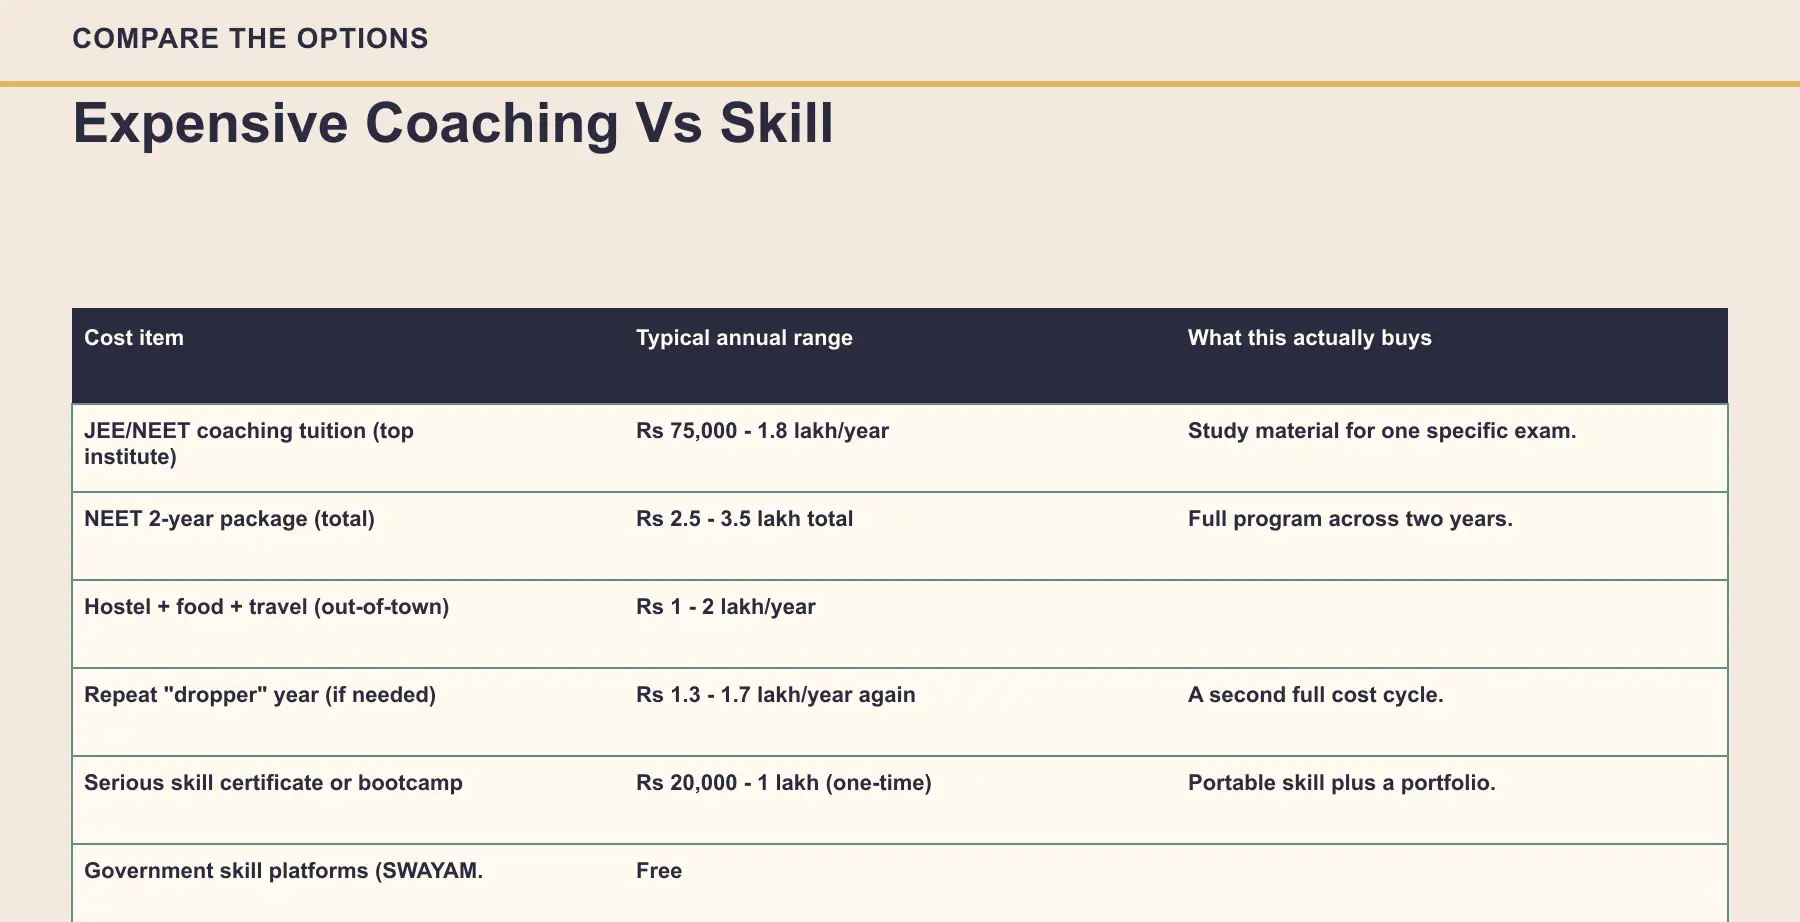 COMPARE THE OPTIONS
Expensive Coaching Vs Skill
Cost item Typical annual range What this actually buys
JEE/NEET coaching tuition (top Rs 75,000 - 1.8 lakh/year Study material for one specific exam.
institute)
NEET 2-year package (total) Rs 2.5 - 3.5 lakh total Full program across two years.
Hostel + food + travel (out-of-town) Rs 1 - 2 lakh/year
Repeat "dropper" year (if needed) Rs 1.3 - 1.7 lakh/year again A second full cost cycle.
Serious skill certificate or bootcamp Rs 20,000 - 1 lakh (one-time) Portable skill plus a portfolio.
Government skill platforms (SWAYAM. Free